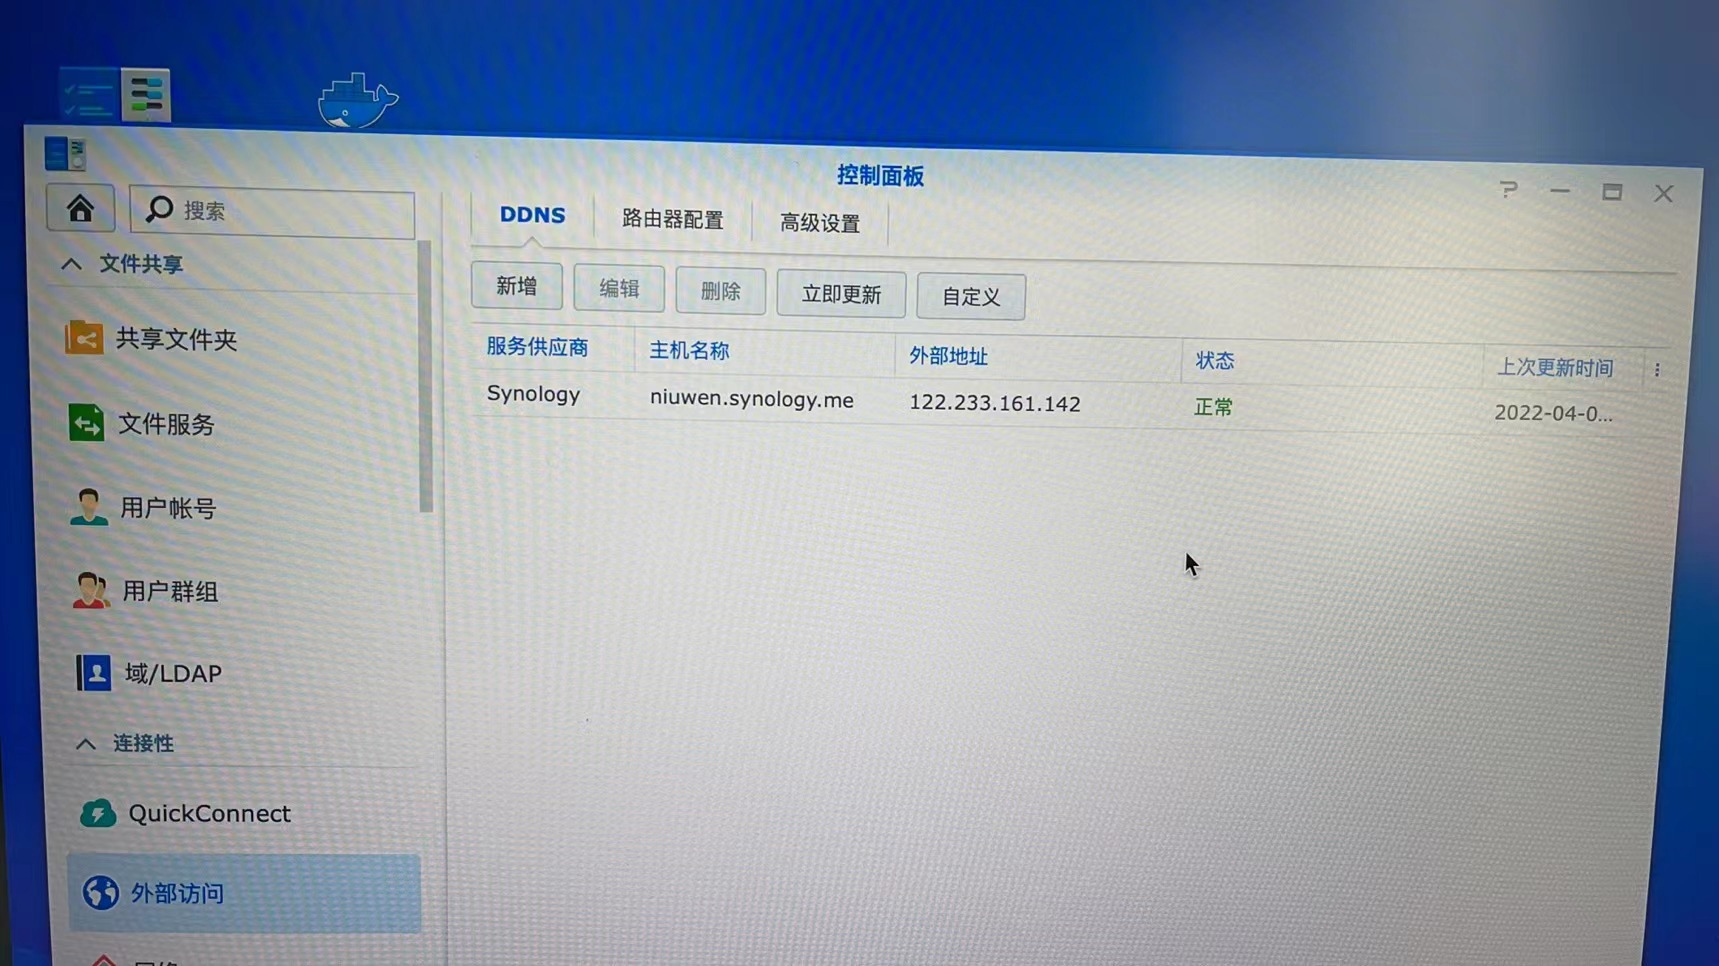 控制面板
搜索
DDNS 路由器配置 高级设置
文件共享
新增 编辑 删除 立即更新 自定义
共享文件夹
服务供应商 主机名称 外部地址 状态 上次更新时间
Synology niuwen.synology.me 122.233.161.142 正常 2022-04-0...
文件服务
用户帐号
用户群组
域/LDAP
连接性
QuickConnect
外部访问